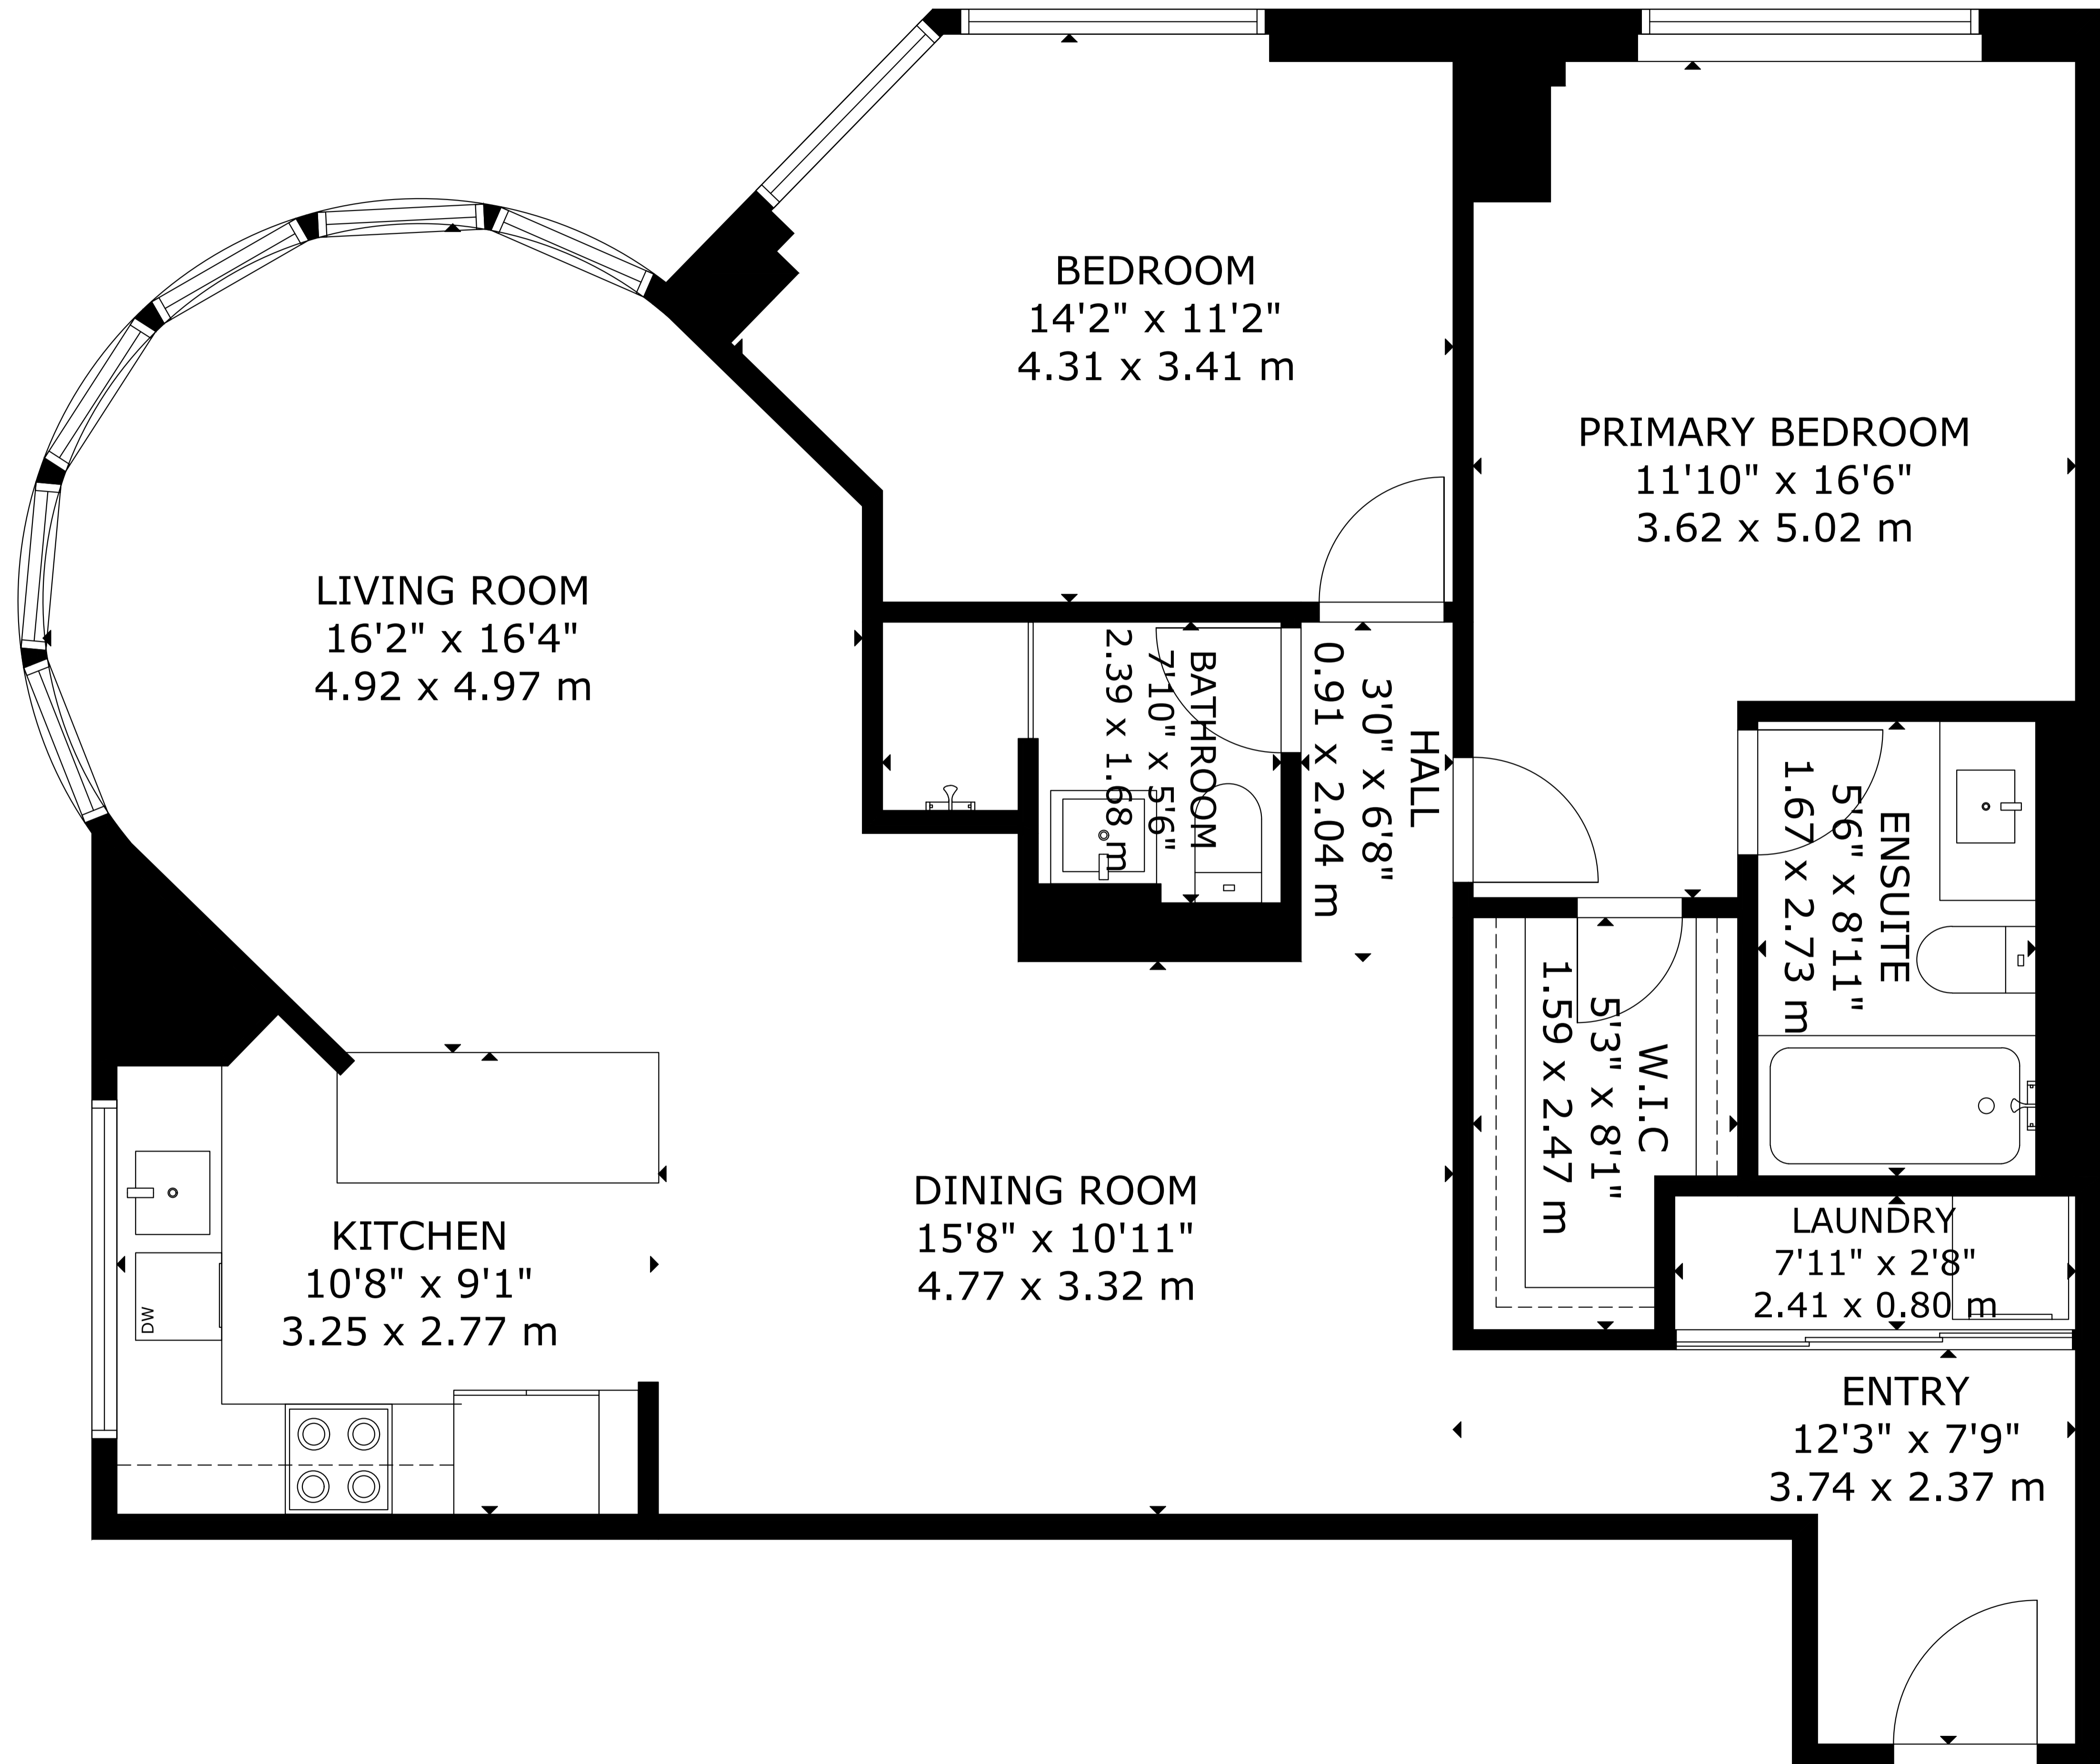 BEDROOM
14'2" x 11'2"
4.31 x 3.41 m
PRIMARY BEDROOM
11'10" x 16'6"
3.62 x 5.02 m
LIVING ROOM
16'2" x 16'4"
4.92 x 4.97 m
BATHROOM
7'10" x 5'6"
2.39 x 1.68 m
HALL
3'0" x 6'8"
0.91 x 2.04 m
ENSUITE
5'6" x 8'11"
1.67 x 2.73 m
W.I.C
5'3" x 8'1"
1.59 x 2.47 m
KITCHEN
10'8" x 9'1"
3.25 x 2.77 m
DW
DINING ROOM
15'8" x 10'11"
4.77 x 3.32 m
LAUNDRY
7'11" x 2'8"
2.41 x 0.80 m
ENTRY
12'3" x 7'9"
3.74 x 2.37 m